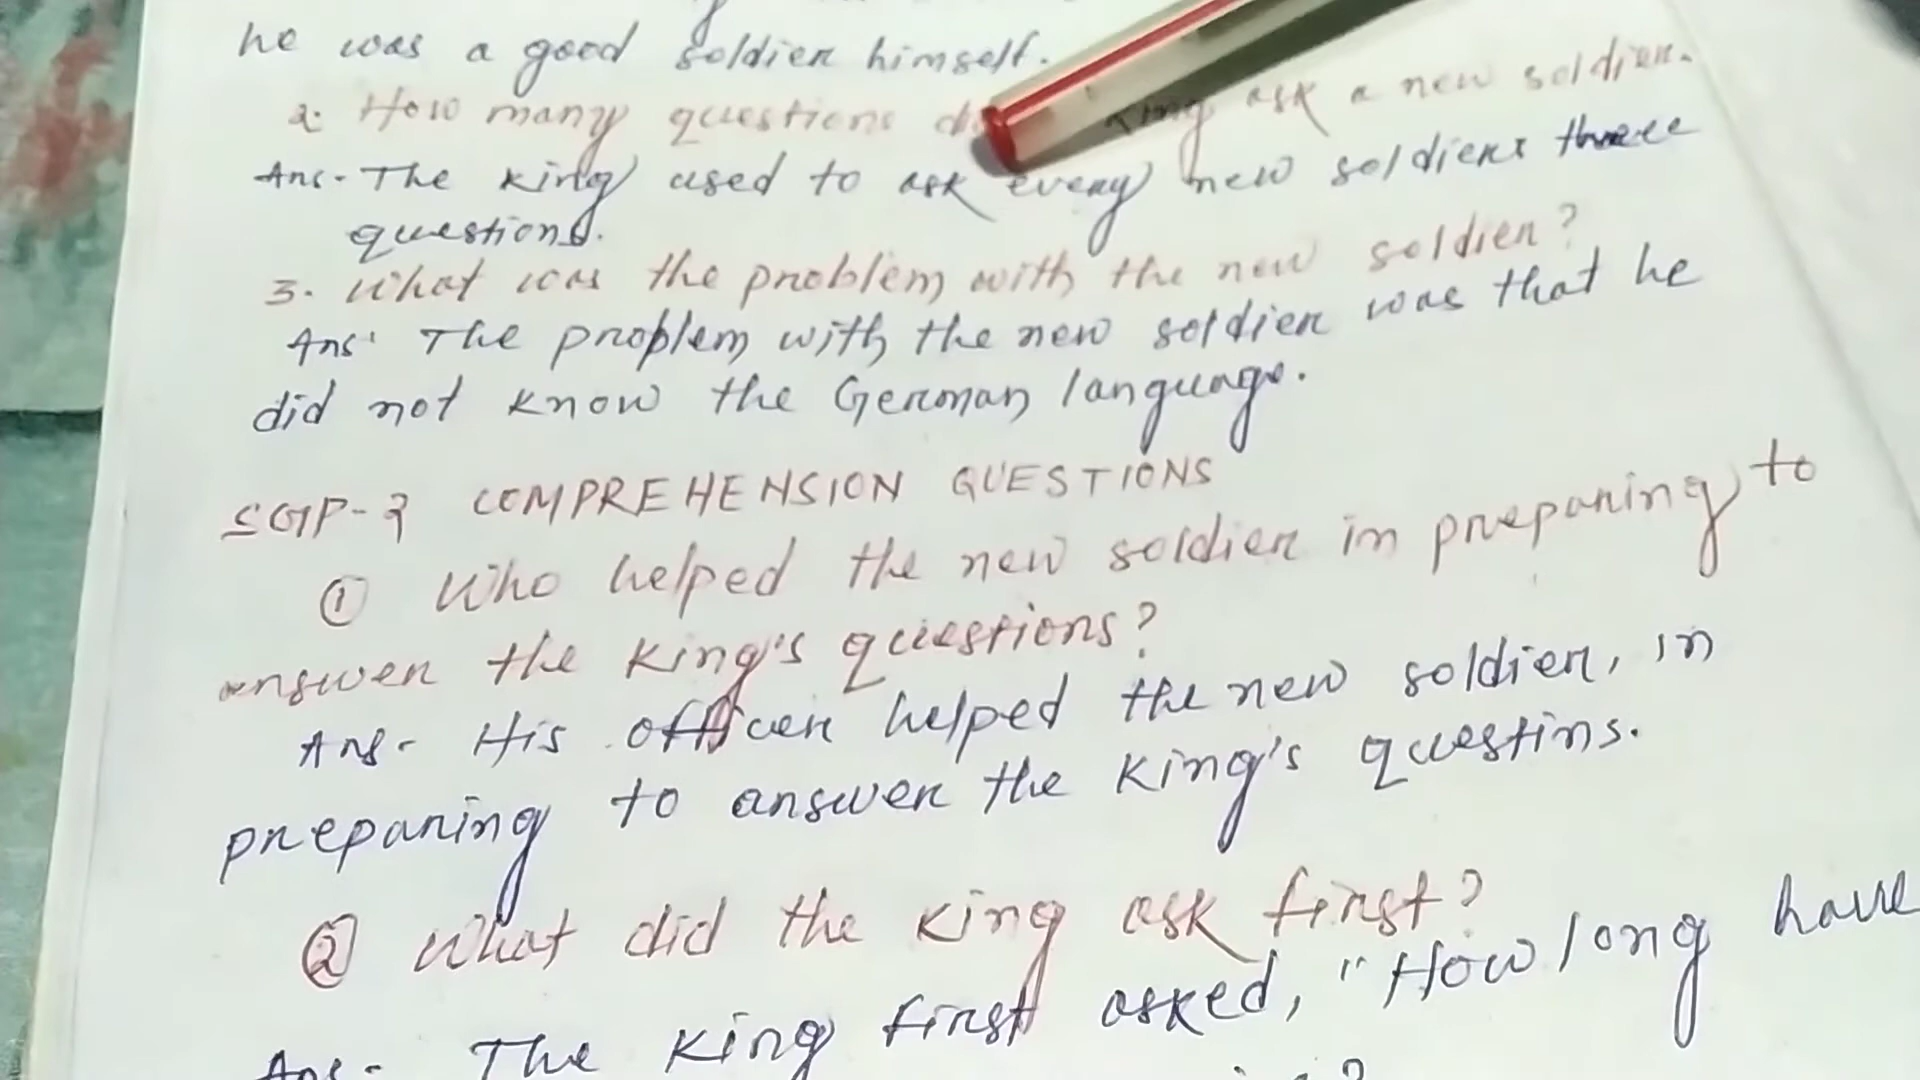 he was a good soldier himself.
2. How many questions king ask a new soldier.
Ans- The king used to ask every new soldiers three
questions.
3. What was the problem with the new soldier?
Ans: The problem with the new soldier was that he
did not know the German language.
SGP-2 COMPREHENSION QUESTIONS
① Who helped the new soldier in preparing to
answer the king's questions?
Ans- His officer helped the new soldier, in
preparing to answer the king's questins.
② What did the king ask first?
Ans- The king first asked, "How long have